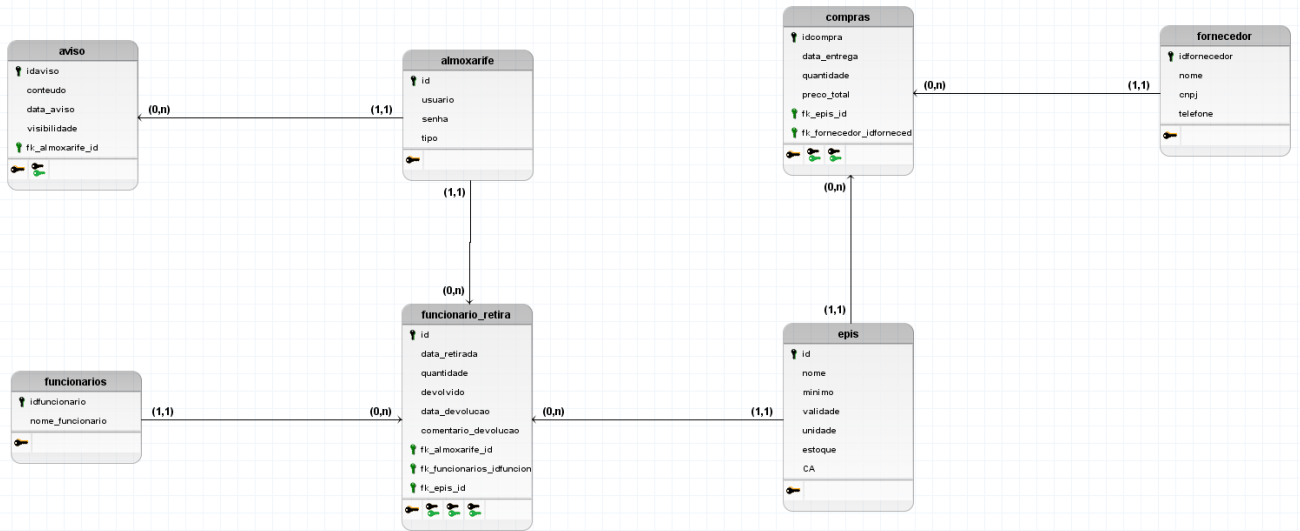 aviso
idaviso
conteudo
data_aviso
visibilidade
fk_almoxarife_id
(0,n)
(1,1)
almoxarife
id
usuario
senha
tipo
(1,1)
(0,n)
compras
idcompra
data_entrega
quantidade
preco_total
fk_epis_id
fk_fornecedor_idforneced
(0,n)
(1,1)
fornecedor
idfornecedor
nome
cnpj
telefone
(0,n)
(1,1)
funcionarios
idfuncionario
nome_funcionario
(1,1)
(0,n)
funcionario_retira
id
data_retirada
quantidade
devolvido
data_devolucao
comentario_devolucao
fk_almoxarife_id
fk_funcionarios_idfuncion
fk_epis_id
(0,n)
(1,1)
epis
id
nome
minimo
validade
unidade
estoque
CA